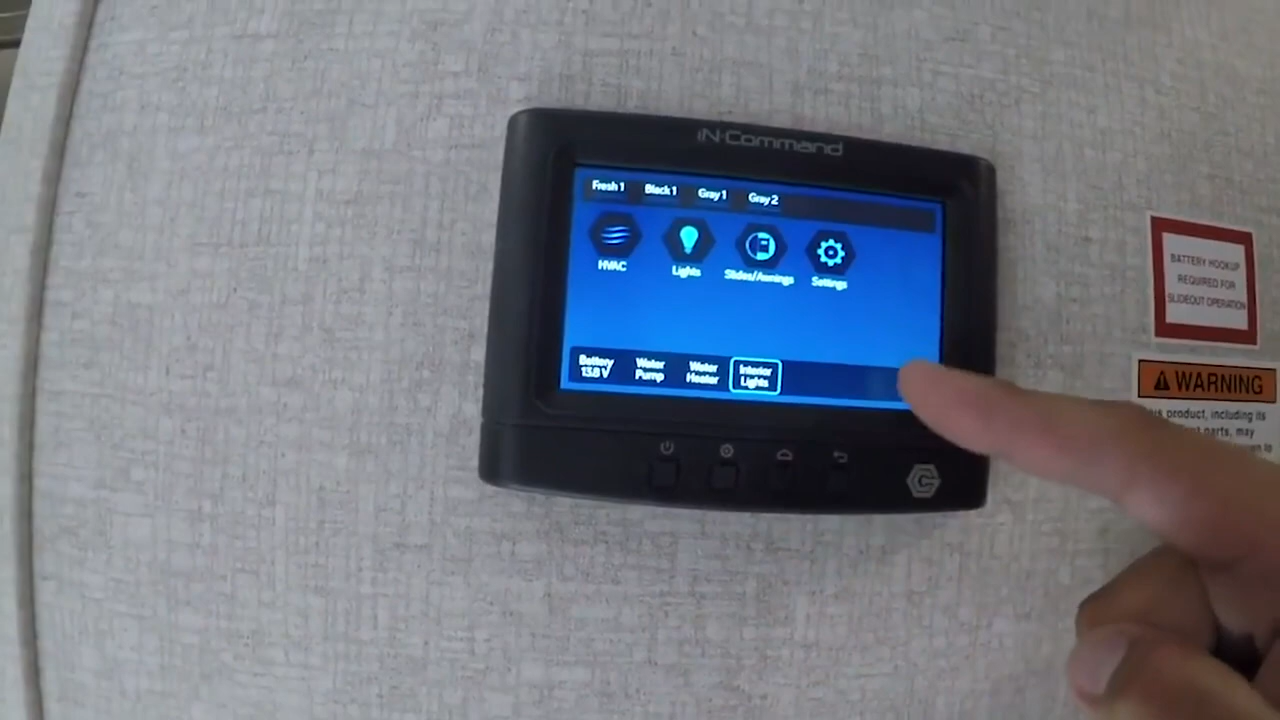 iN·Command
Fresh 1 Black 1 Gray 1 Gray 2
HVAC Lights Slides/Awnings Settings
Battery
13.8 V
Water
Pump
Water
Heater
Interior
Lights
BATTERY HOOKUP
REQUIRED FOR
SLIDEOUT OPERATION
WARNING
this product, including its
parts, may